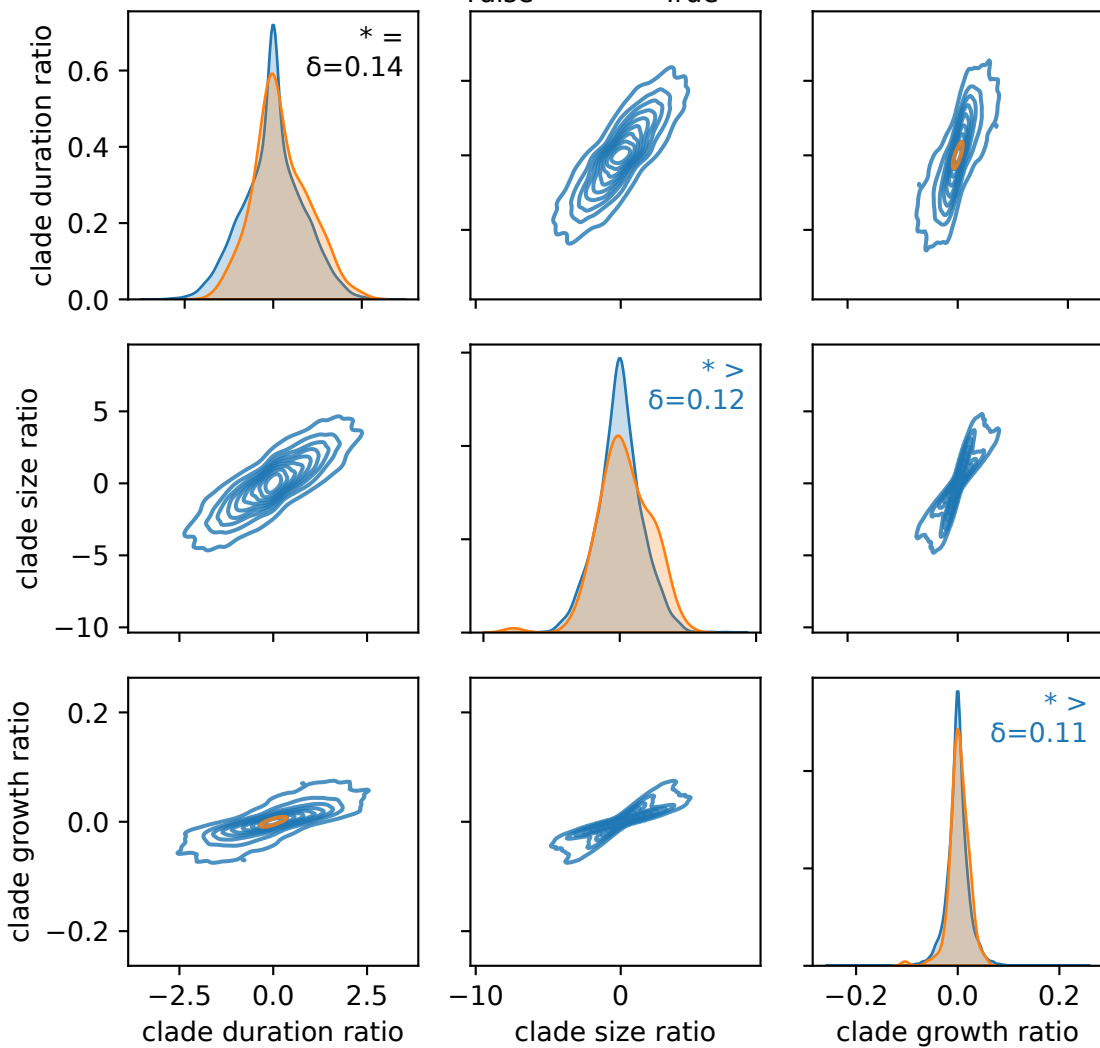 clade duration ratio
0.6
0.4
0.2
0.0
* =
δ=0.14
clade size ratio
5
0
−5
−10
* >
δ=0.12
clade growth ratio
0.2
0.0
−0.2
* >
δ=0.11
−2.5 0.0 2.5
clade duration ratio
−10 0
clade size ratio
−0.2 0.0 0.2
clade growth ratio